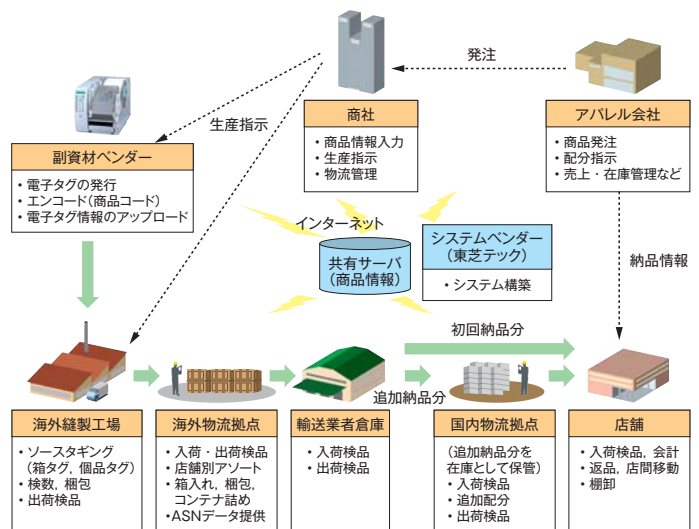 発注
商社
・商品情報入力
・生産指示
・物流管理
アパレル会社
・商品発注
・配分指示
・売上・在庫管理など
生産指示
副資材ベンダー
・電子タグの発行
・エンコード(商品コード)
・電子タグ情報のアップロード
インターネット
共有サーバ
(商品情報)
システムベンダー
(東芝テック)
・システム構築
納品情報
初回納品分
追加納品分
海外縫製工場
・ソースタギング
(箱タグ, 個品タグ)
・検数, 梱包
・出荷検品
海外物流拠点
・入荷・出荷検品
・店舗別アソート
・箱入れ, 梱包,
コンテナ詰め
・ASNデータ提供
輸送業者倉庫
・入荷検品
・出荷検品
国内物流拠点
(追加納品分を
在庫として保管)
・入荷検品
・追加配分
・出荷検品
店舗
・入荷検品, 会計
・返品, 店間移動
・棚卸